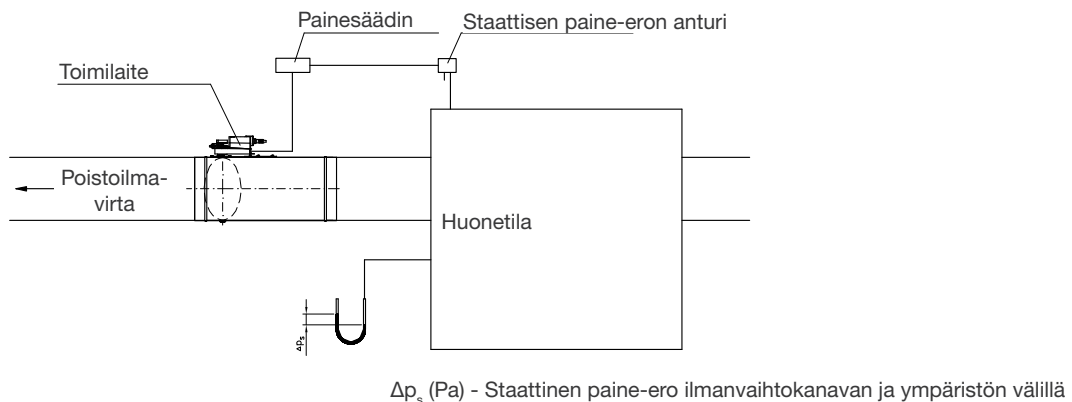 Painesäädin
Staattisen paine-eron anturi
Toimilaite
Poistoilma-
virta
Huonetila
Δps
Δps (Pa) - Staattinen paine-ero ilmanvaihtokanavan ja ympäristön välillä